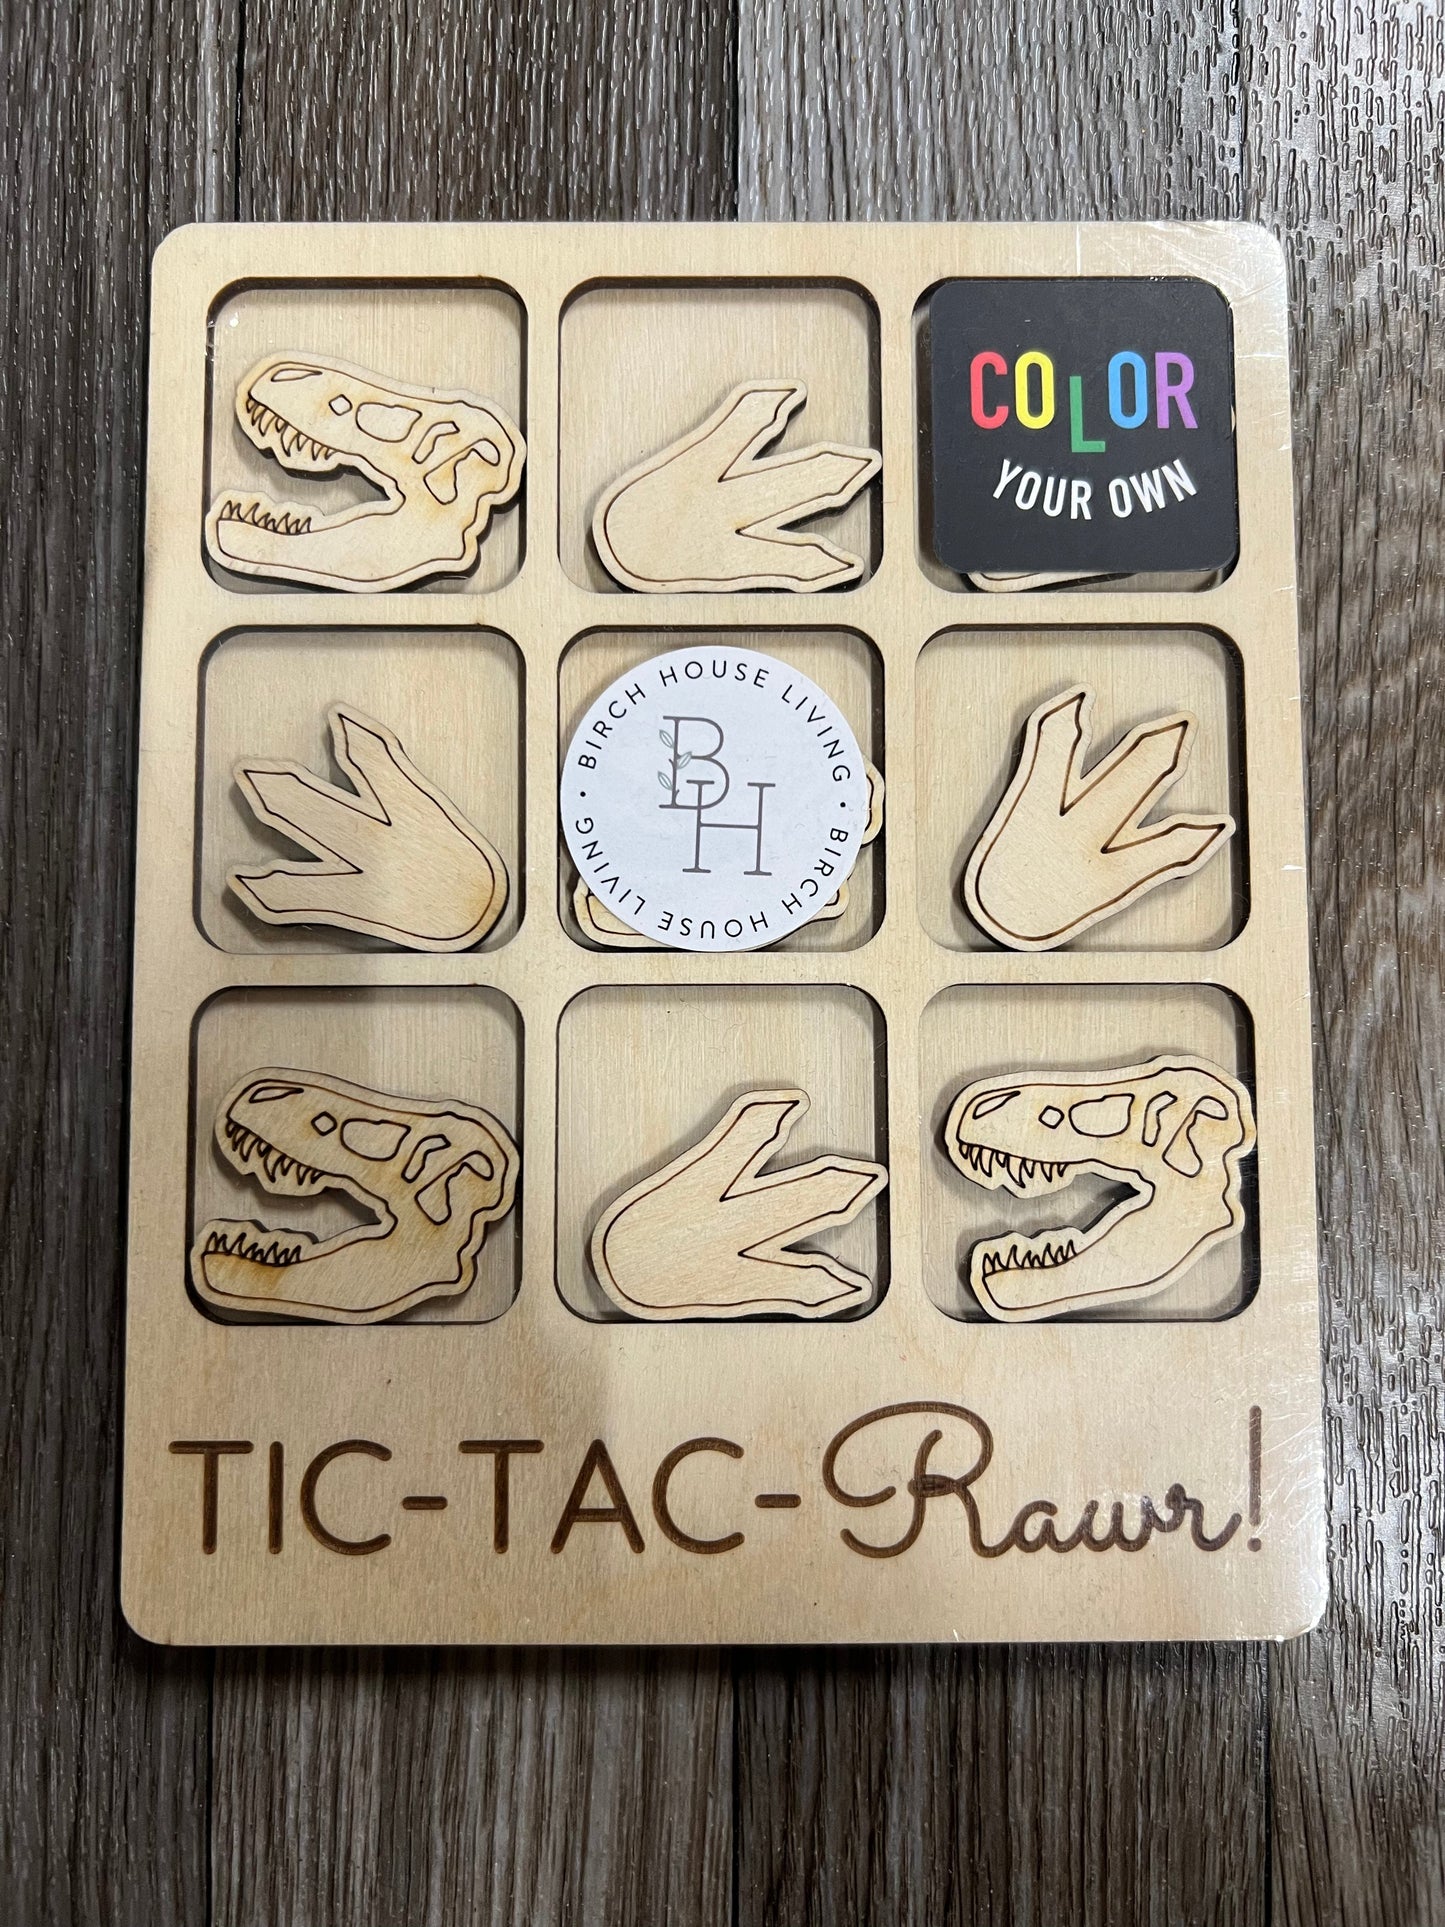 COLOR
YOUR OWN
BIRCH HOUSE LIVING · BIRCH HOUSE LIVING ·
BH
TIC-TAC-Rawr!